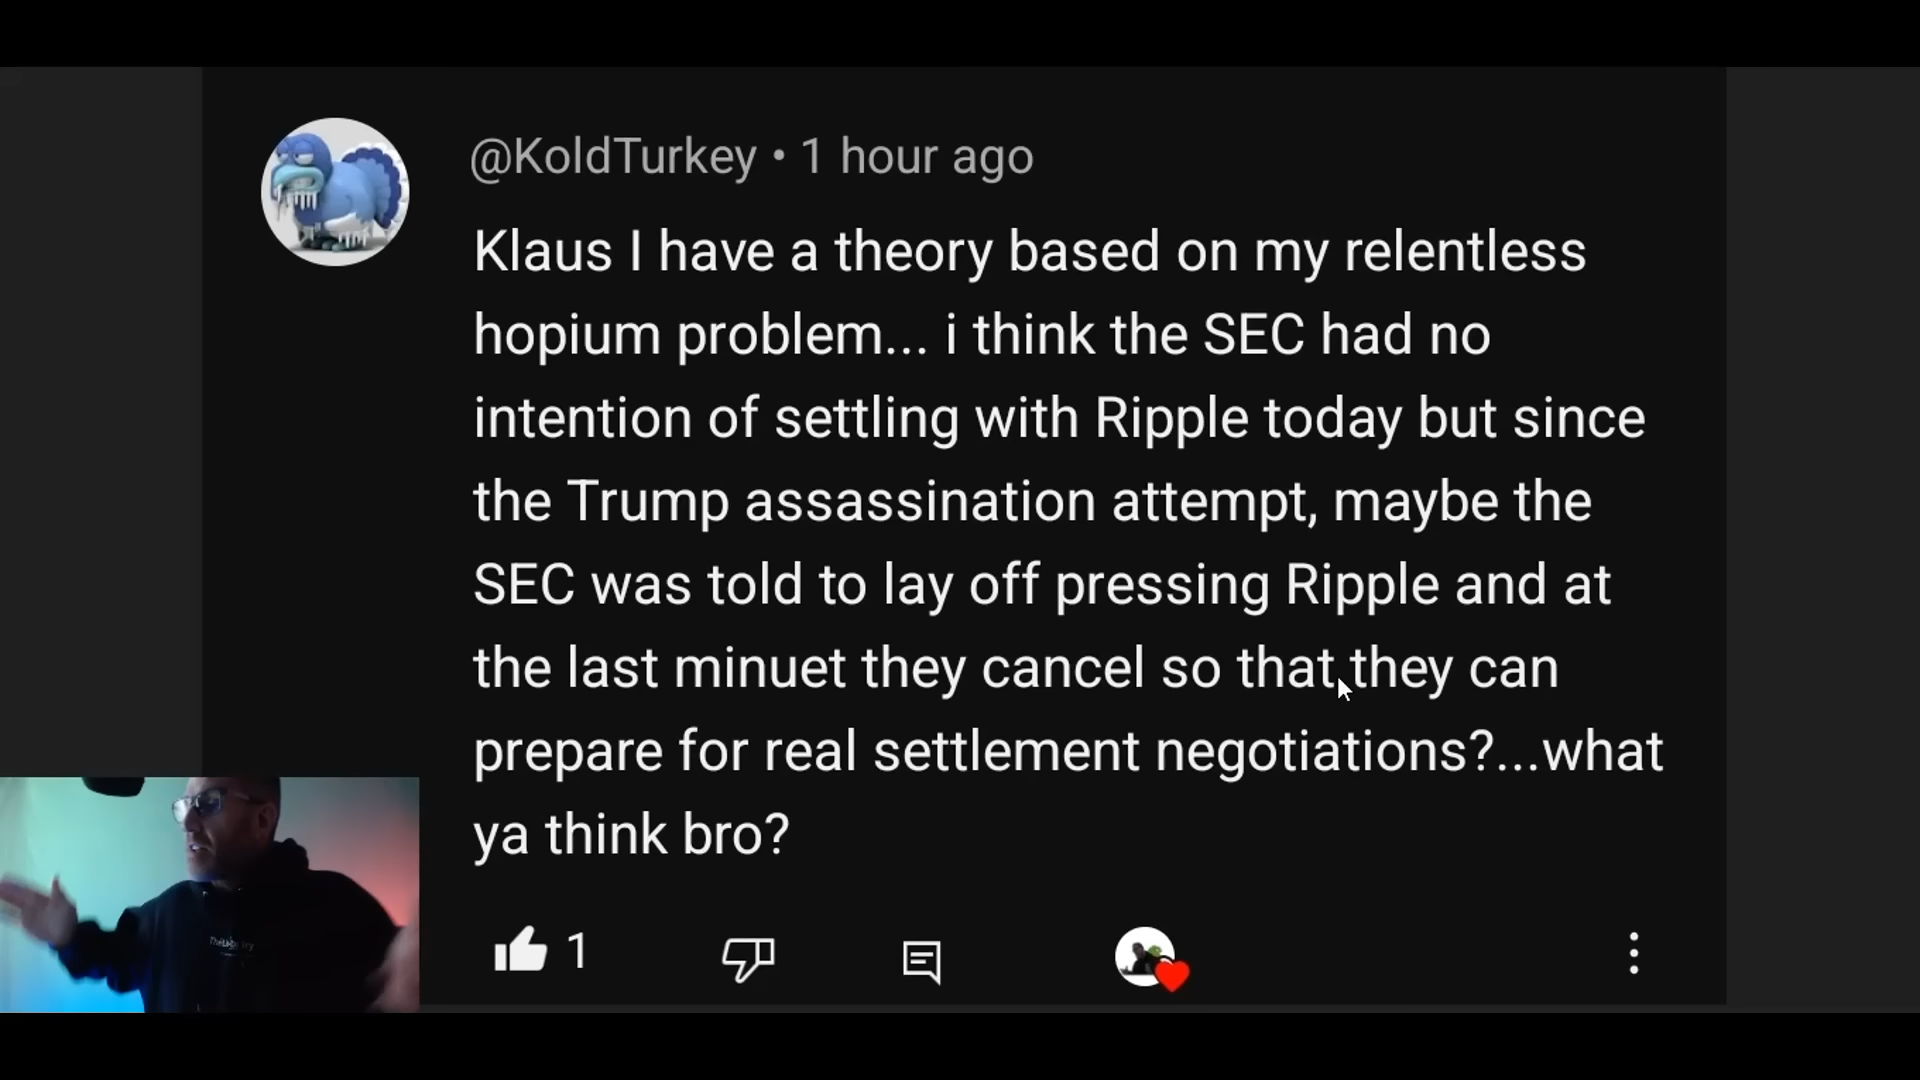 @KoldTurkey • 1 hour ago
Klaus I have a theory based on my relentless
hopium problem... i think the SEC had no
intention of settling with Ripple today but since
the Trump assassination attempt, maybe the
SEC was told to lay off pressing Ripple and at
the last minuet they cancel so that they can
prepare for real settlement negotiations?...what
ya think bro?
1